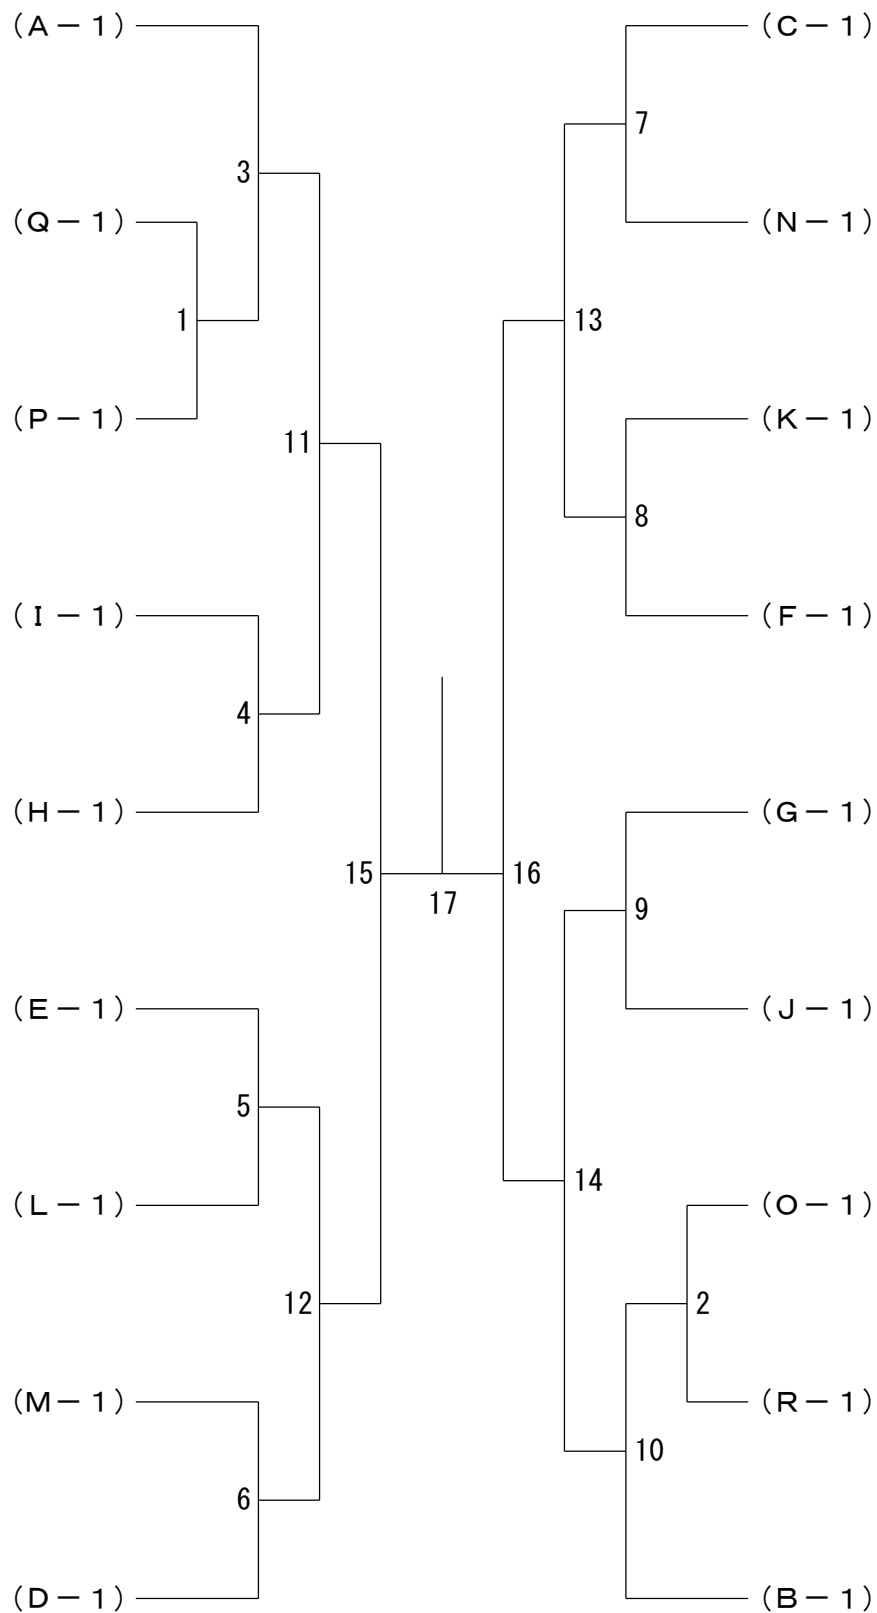 （Ａ－１）
3
（Ｑ－１）
1
（Ｐ－１）
11
（Ｉ－１）
4
（Ｈ－１）
15
（Ｅ－１）
5
（Ｌ－１）
12
（Ｍ－１）
6
（Ｄ－１）
17
（Ｃ－１）
7
（Ｎ－１）
13
（Ｋ－１）
8
（Ｆ－１）
（Ｇ－１）
16
9
（Ｊ－１）
14
（Ｏ－１）
2
（Ｒ－１）
10
（Ｂ－１）